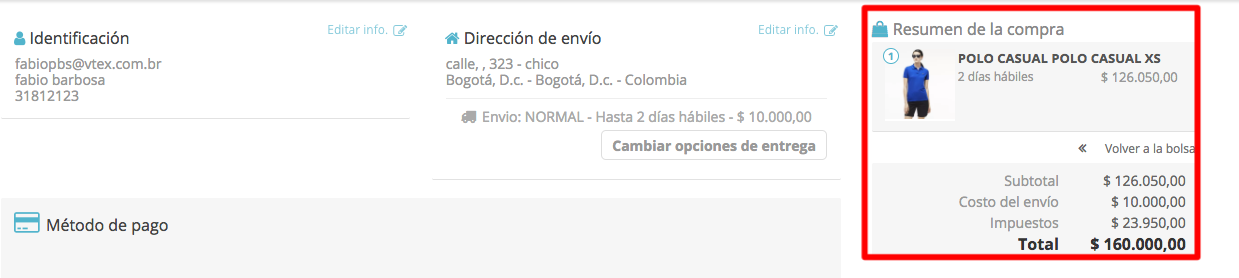 Identificación
Editar info.
fabiopbs@vtex.com.br
fabio barbosa
31812123
Dirección de envío
Editar info.
calle, , 323 - chico
Bogotá, D.c. - Bogotá, D.c. - Colombia
Envio: NORMAL - Hasta 2 días hábiles - $ 10.000,00
Cambiar opciones de entrega
Método de pago
Resumen de la compra
1
POLO CASUAL POLO CASUAL XS
2 días hábiles $ 126.050,00
« Volver a la bolsa
Subtotal $ 126.050,00
Costo del envío $ 10.000,00
Impuestos $ 23.950,00
Total $ 160.000,00